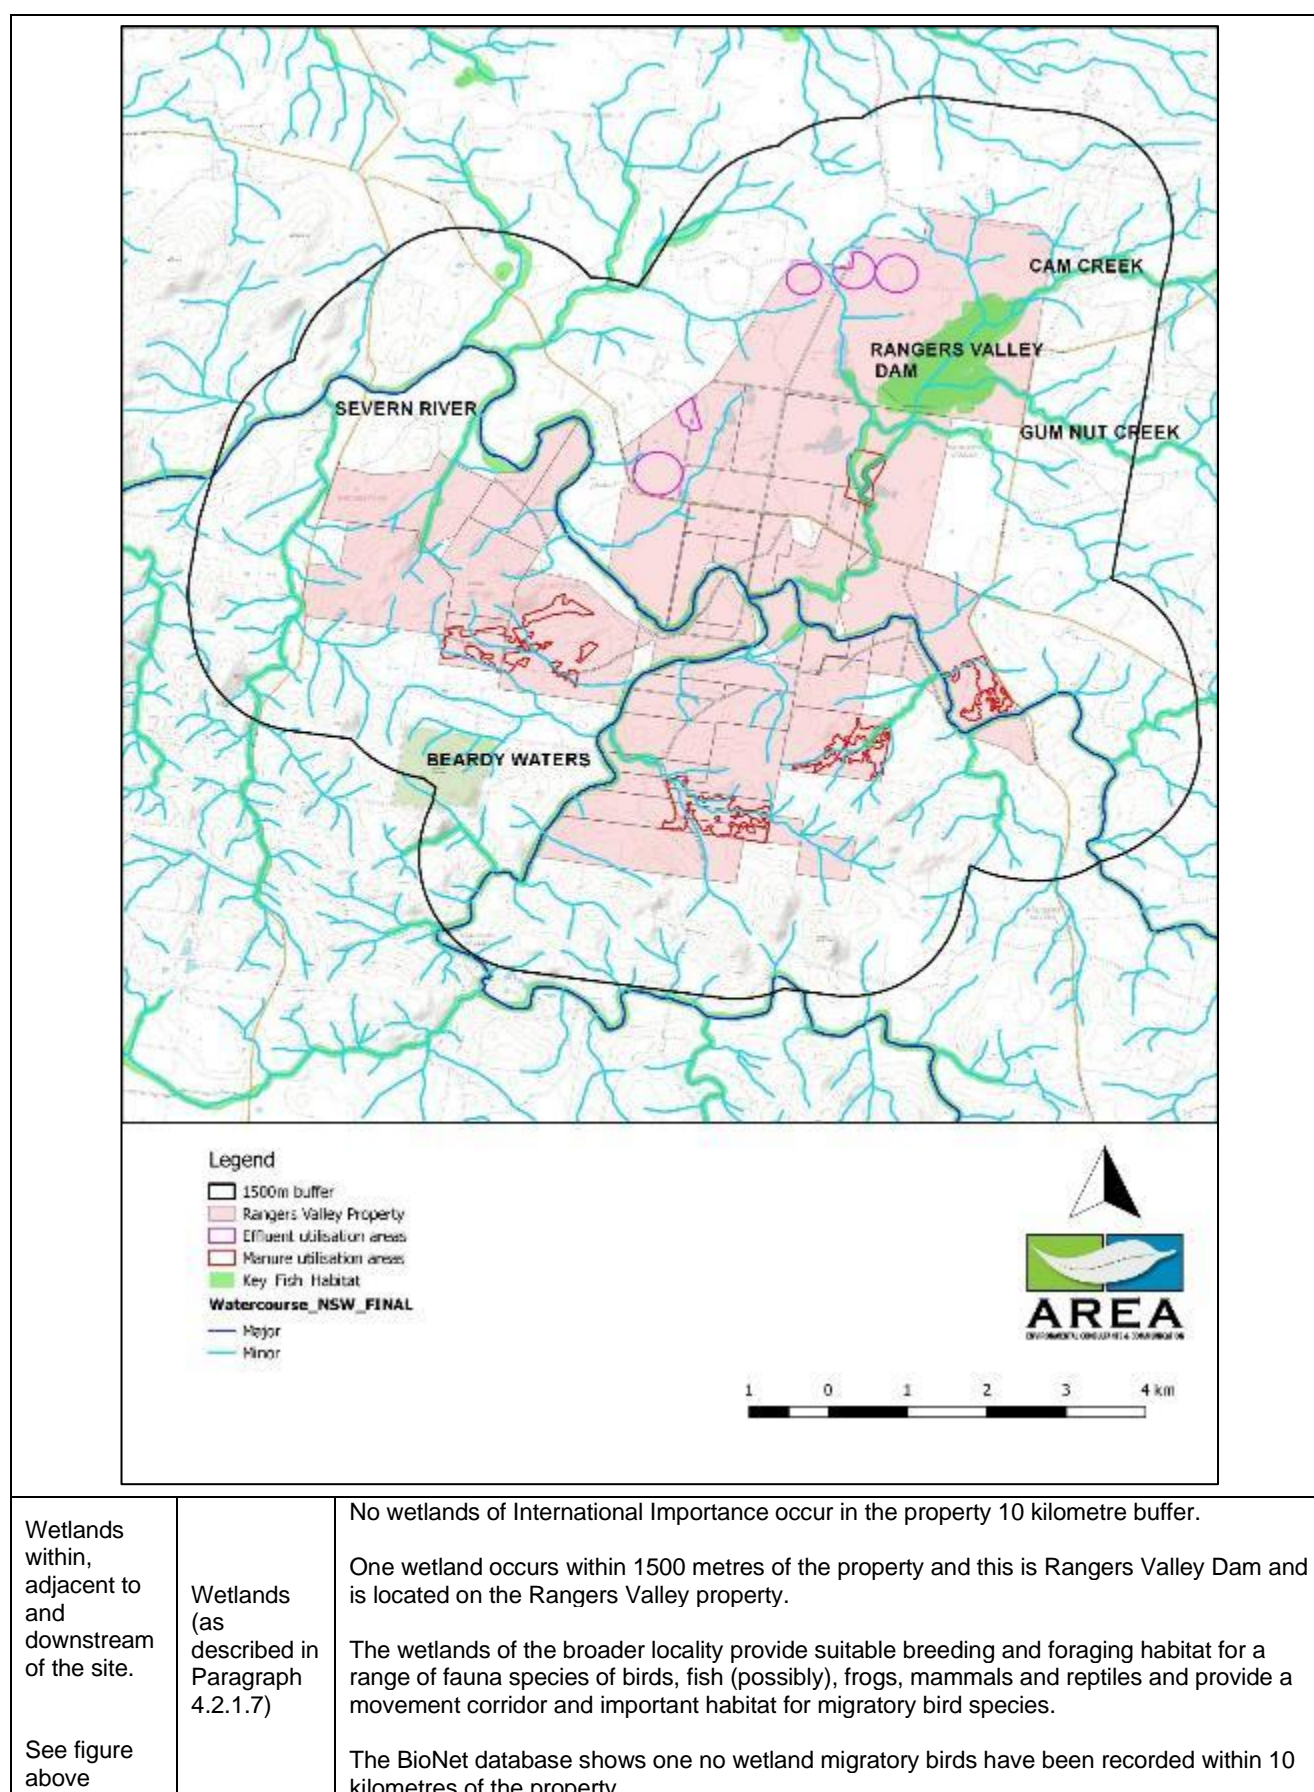 CAM CREEK
RANGERS VALLEY
DAM
SEVERN RIVER
GUM NUT CREEK
BEARDY WATERS
Legend
1500m buffer
Rangers Valley Property
Effluent utilisation areas
Manure utilisation areas
Key Fish Habitat
Watercourse_NSW_FINAL
Major
Minor
AREA
ENVIRONMENTAL CONSULTANTS & COMMUNICATION
1 0 1 2 3 4 km
Wetlands
within,
adjacent to
and
downstream
of the site.
See figure
above
Wetlands
(as
described in
Paragraph
4.2.1.7)
No wetlands of International Importance occur in the property 10 kilometre buffer.
One wetland occurs within 1500 metres of the property and this is Rangers Valley Dam and
is located on the Rangers Valley property.
The wetlands of the broader locality provide suitable breeding and foraging habitat for a
range of fauna species of birds, fish (possibly), frogs, mammals and reptiles and provide a
movement corridor and important habitat for migratory bird species.
The BioNet database shows one no wetland migratory birds have been recorded within 10
kilometres of the property.